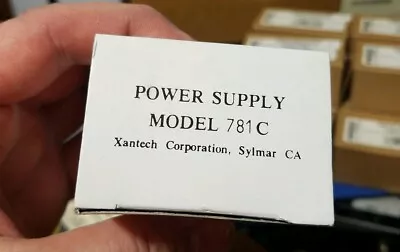 POWER SUPPLY
MODEL 781C
Xantech Corporation, Sylmar CA